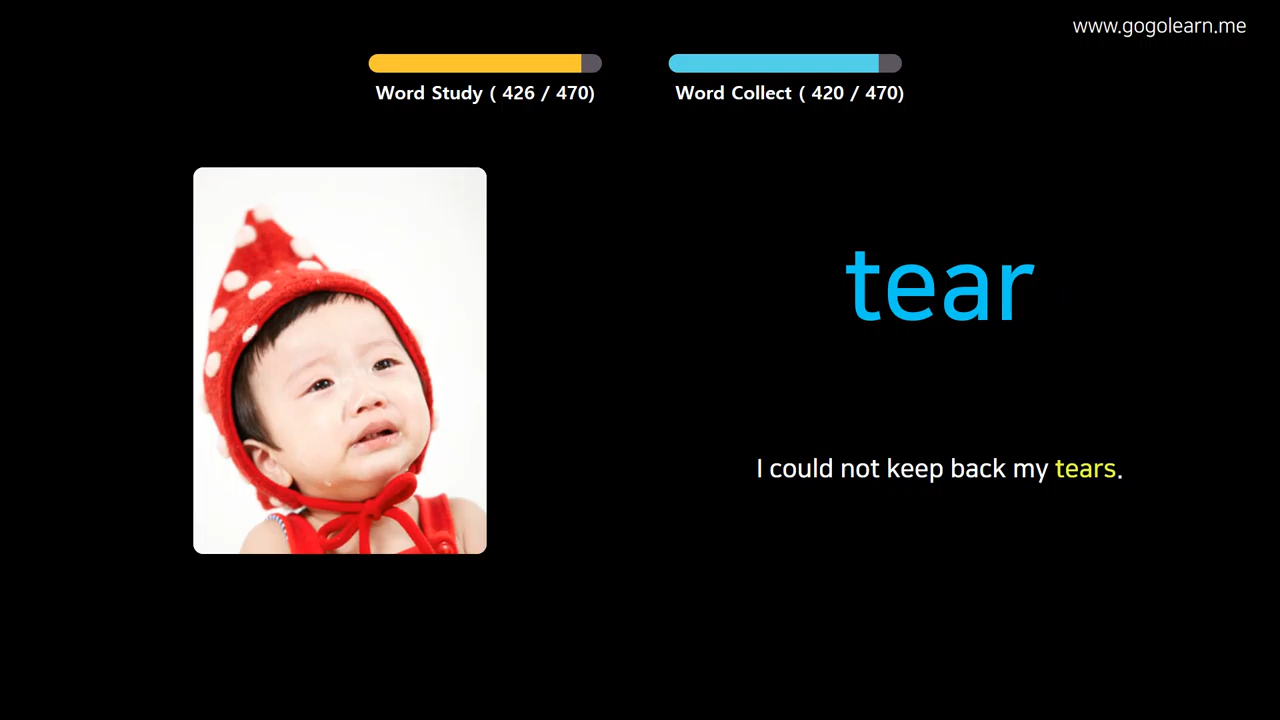 www.gogolearn.me
Word Study ( 426 / 470)
Word Collect ( 420 / 470)
tear
I could not keep back my tears.